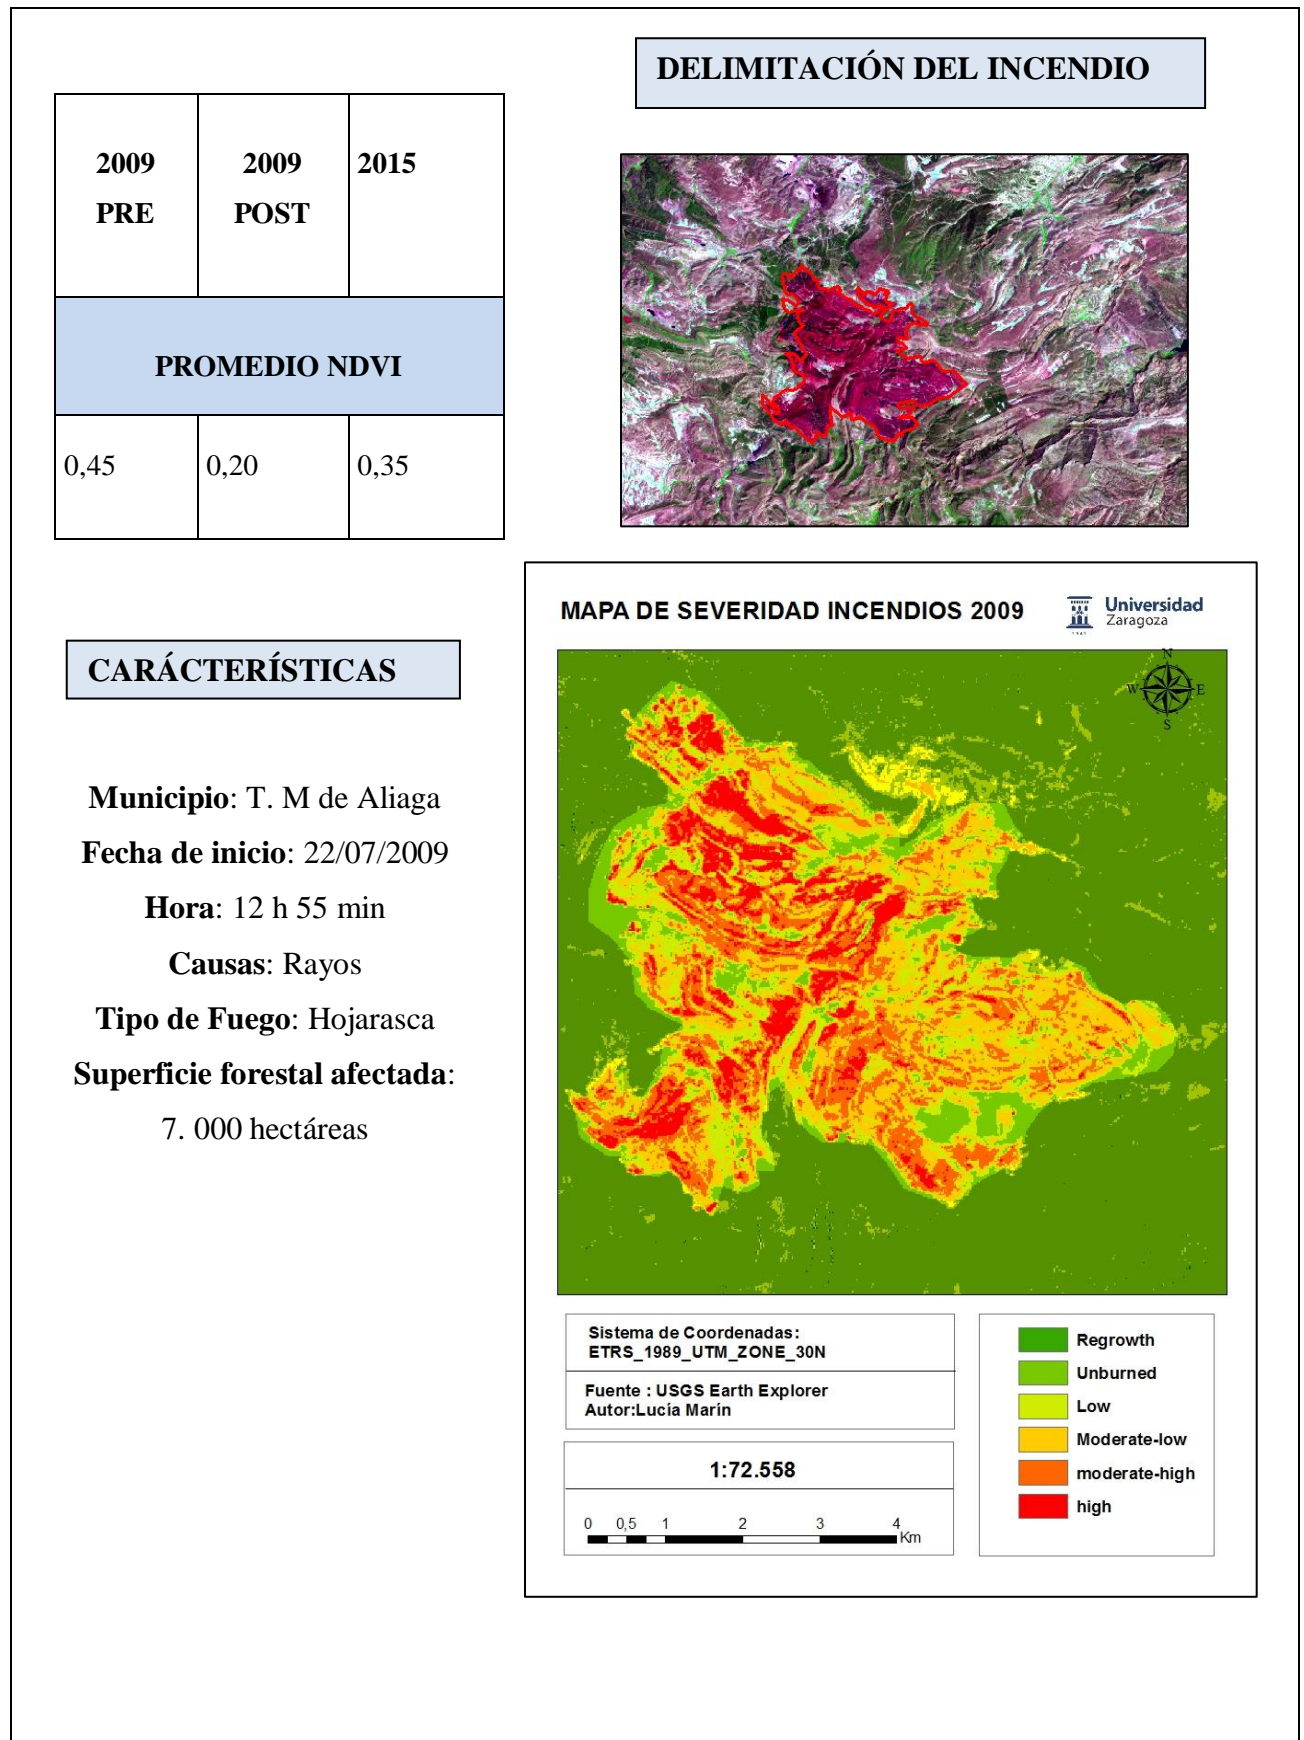 DELIMITACIÓN DEL INCENDIO
2009 PRE
2009 POST
2015
PROMEDIO NDVI
0,45
0,20
0,35
CARÁCTERÍSTICAS
Municipio: T. M de Aliaga
Fecha de inicio: 22/07/2009
Hora: 12 h 55 min
Causas: Rayos
Tipo de Fuego: Hojarasca
Superficie forestal afectada:
7. 000 hectáreas
MAPA DE SEVERIDAD INCENDIOS 2009
Universidad
Zaragoza
1542
N
W E
S
Sistema de Coordenadas:
ETRS_1989_UTM_ZONE_30N
Fuente : USGS Earth Explorer
Autor:Lucía Marín
1:72.558
0 0,5 1 2 3 4
Km
Regrowth
Unburned
Low
Moderate-low
moderate-high
high